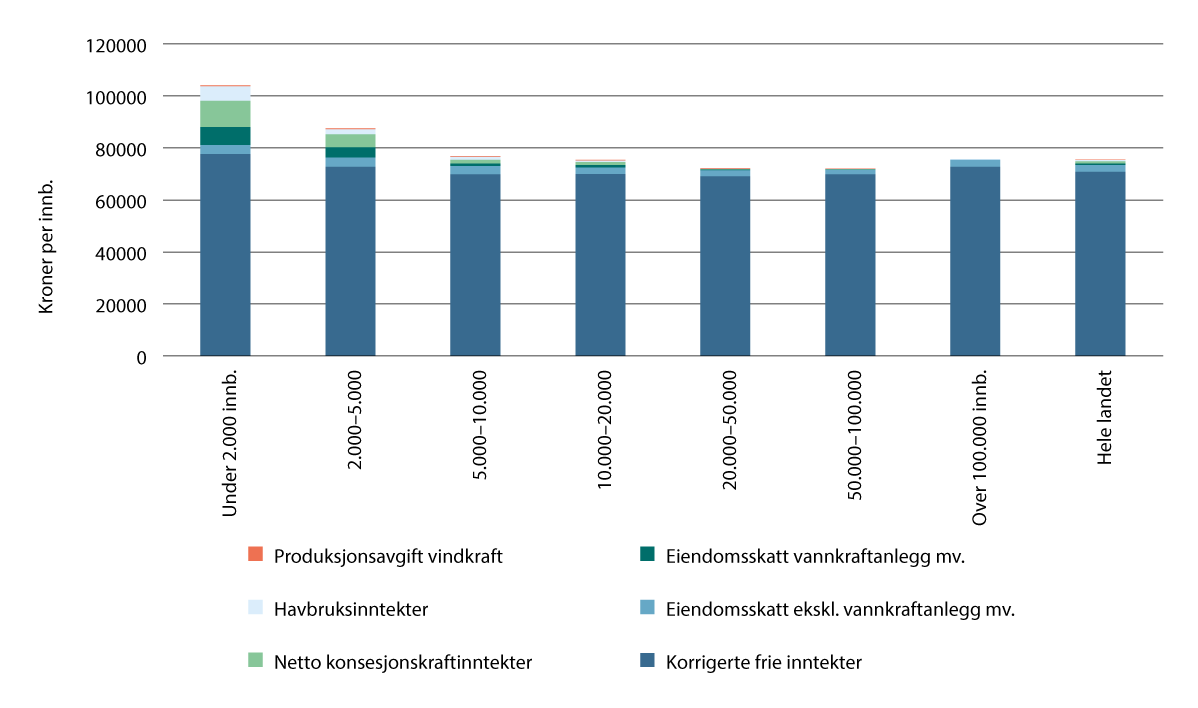 120000
100000
80000
60000
40000
20000
0
Kroner per innb.
Under 2.000 innb.
2.000–5.000
5.000–10.000
10.000–20.000
20.000–50.000
50.000–100.000
Over 100.000 innb.
Hele landet
Produksjonsavgift vindkraft
Havbruksinntekter
Netto konsesjonskraftinntekter
Eiendomsskatt vannkraftanlegg mv.
Eiendomsskatt ekskl. vannkraftanlegg mv.
Korrigerte frie inntekter